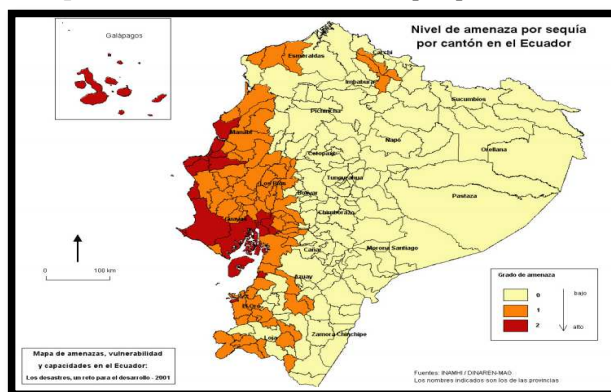 Galápagos
Nivel de amenaza por sequía
por cantón en el Ecuador
Esmeraldas
Carchi
Imbabura
Sucumbíos
Pichincha
Manabí
Napo
Orellana
Cotopaxi
Tungurahua
Los Ríos
Bolívar
Pastaza
Chimborazo
Guayas
Morona Santiago
Cañar
Azuay
El Oro
Loja
Zamora Chinchipe
0 100 km
Grado de amenaza
0 bajo
1
2 alto
Mapa de amenazas, vulnerabilidad
y capacidades en el Ecuador:
Los desastres, un reto para el desarrollo - 2001
Fuentes: INAMHI / DINAREN-MAG
Los nombres indicados son los de las provincias